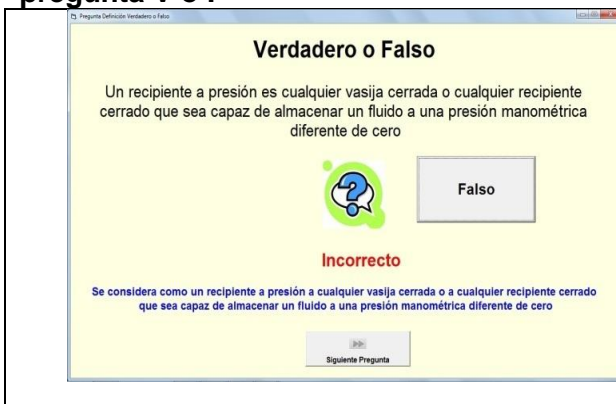 Pregunta Definición Verdadero o Falso
Verdadero o Falso
Un recipiente a presión es cualquier vasija cerrada o cualquier recipiente
cerrado que sea capaz de almacenar un fluido a una presión manométrica
diferente de cero
Falso
Incorrecto
Se considera como un recipiente a presión a cualquier vasija cerrada o a cualquier recipiente cerrado
que sea capaz de almacenar un fluido a una presión manométrica diferente de cero
Siguiente Pregunta